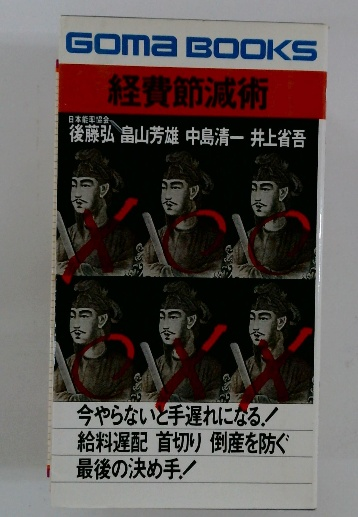 GOMA BOOKS
経費節減術
日本能率協会
後藤弘 畠山芳雄 中島清一 井上省吾
今やらないと手遅れになる!
給料遅配 首切り 倒産を防ぐ
最後の決め手!